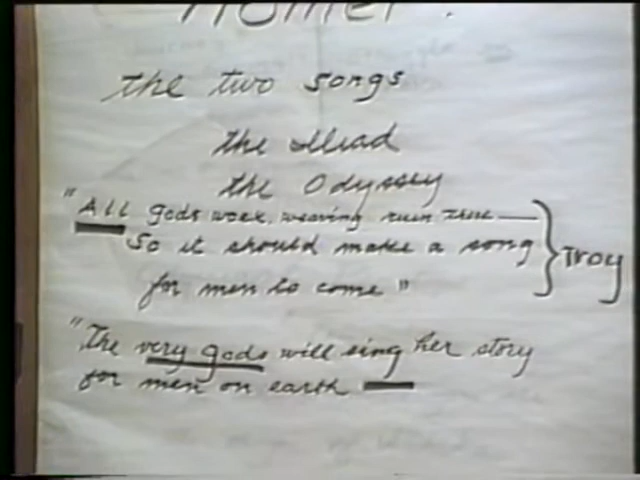 Homer
the two songs
the Iliad
the Odyssey
"All gods work, weaving ruin there —
So it should make a song
for men to come" } Troy
"The very gods will sing her story
for men on earth —